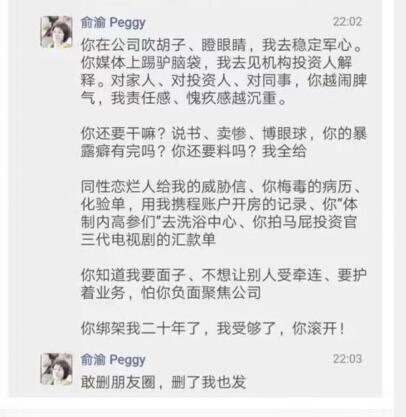 俞渝 Peggy
22:02
你在公司吹胡子、瞪眼睛，我去稳定军心。
你媒体上踢驴脑袋，我去见机构投资人解
释。对家人、对投资人、对同事，你越闹脾
气，我责任感、愧疚感越沉重。
你还要干嘛？说书、卖惨、博眼球，你的暴
露癖有完吗？你还要料吗？我全给
同性恋烂人给我的威胁信、你梅毒的病历、
化验单，用我携程账户开房的记录、你“体
制内高参们”去洗浴中心、你拍马屁投资官
三代电视剧的汇款单
你知道我要面子、不想让别人受牵连、要护
着业务，怕你负面聚焦公司
你绑架我二十年了，我受够了，你滚开！
俞渝 Peggy
22:03
敢删朋友圈，删了我也发